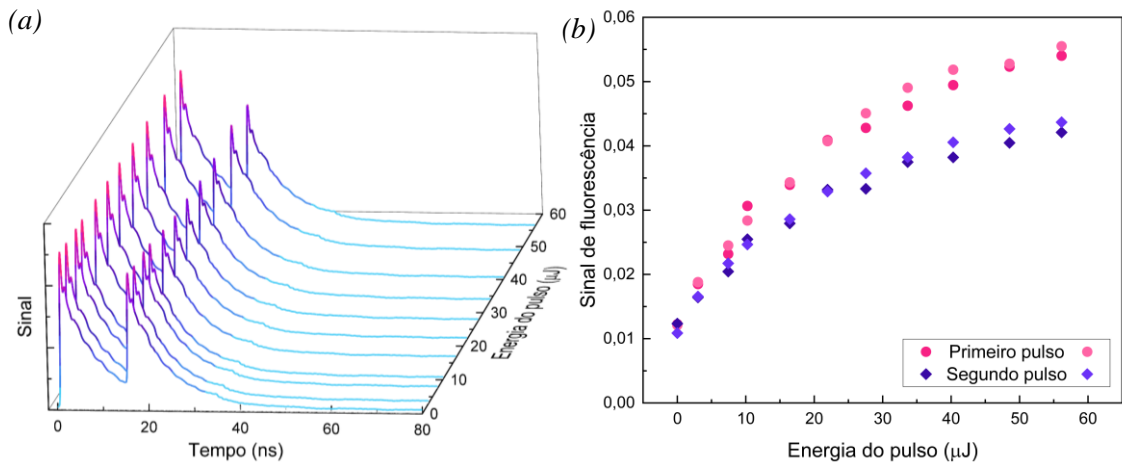 (a)
Sinal
0
20
40
60
80
Tempo (ns)
0
10
20
30
40
50
60
Energia do pulso (µJ)
(b)
0,06
0,05
0,04
0,03
0,02
0,01
0,00
Sinal de fluorescência
Primeiro pulso
Segundo pulso
0 10 20 30 40 50 60
Energia do pulso (µJ)